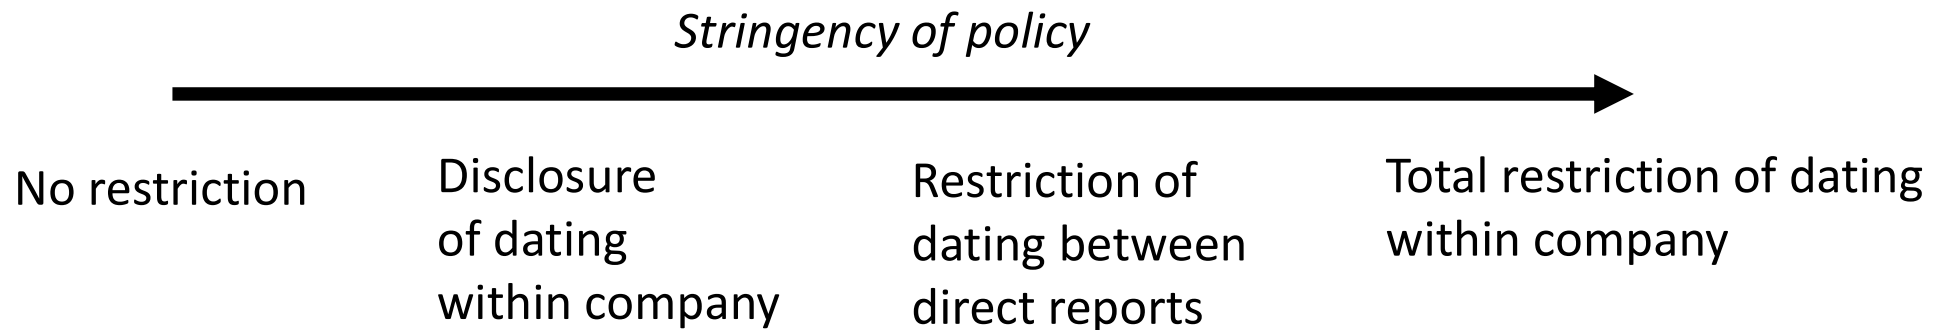 Stringency of policy
No restriction
Disclosure
of dating
within company
Restriction of
dating between
direct reports
Total restriction of dating
within company